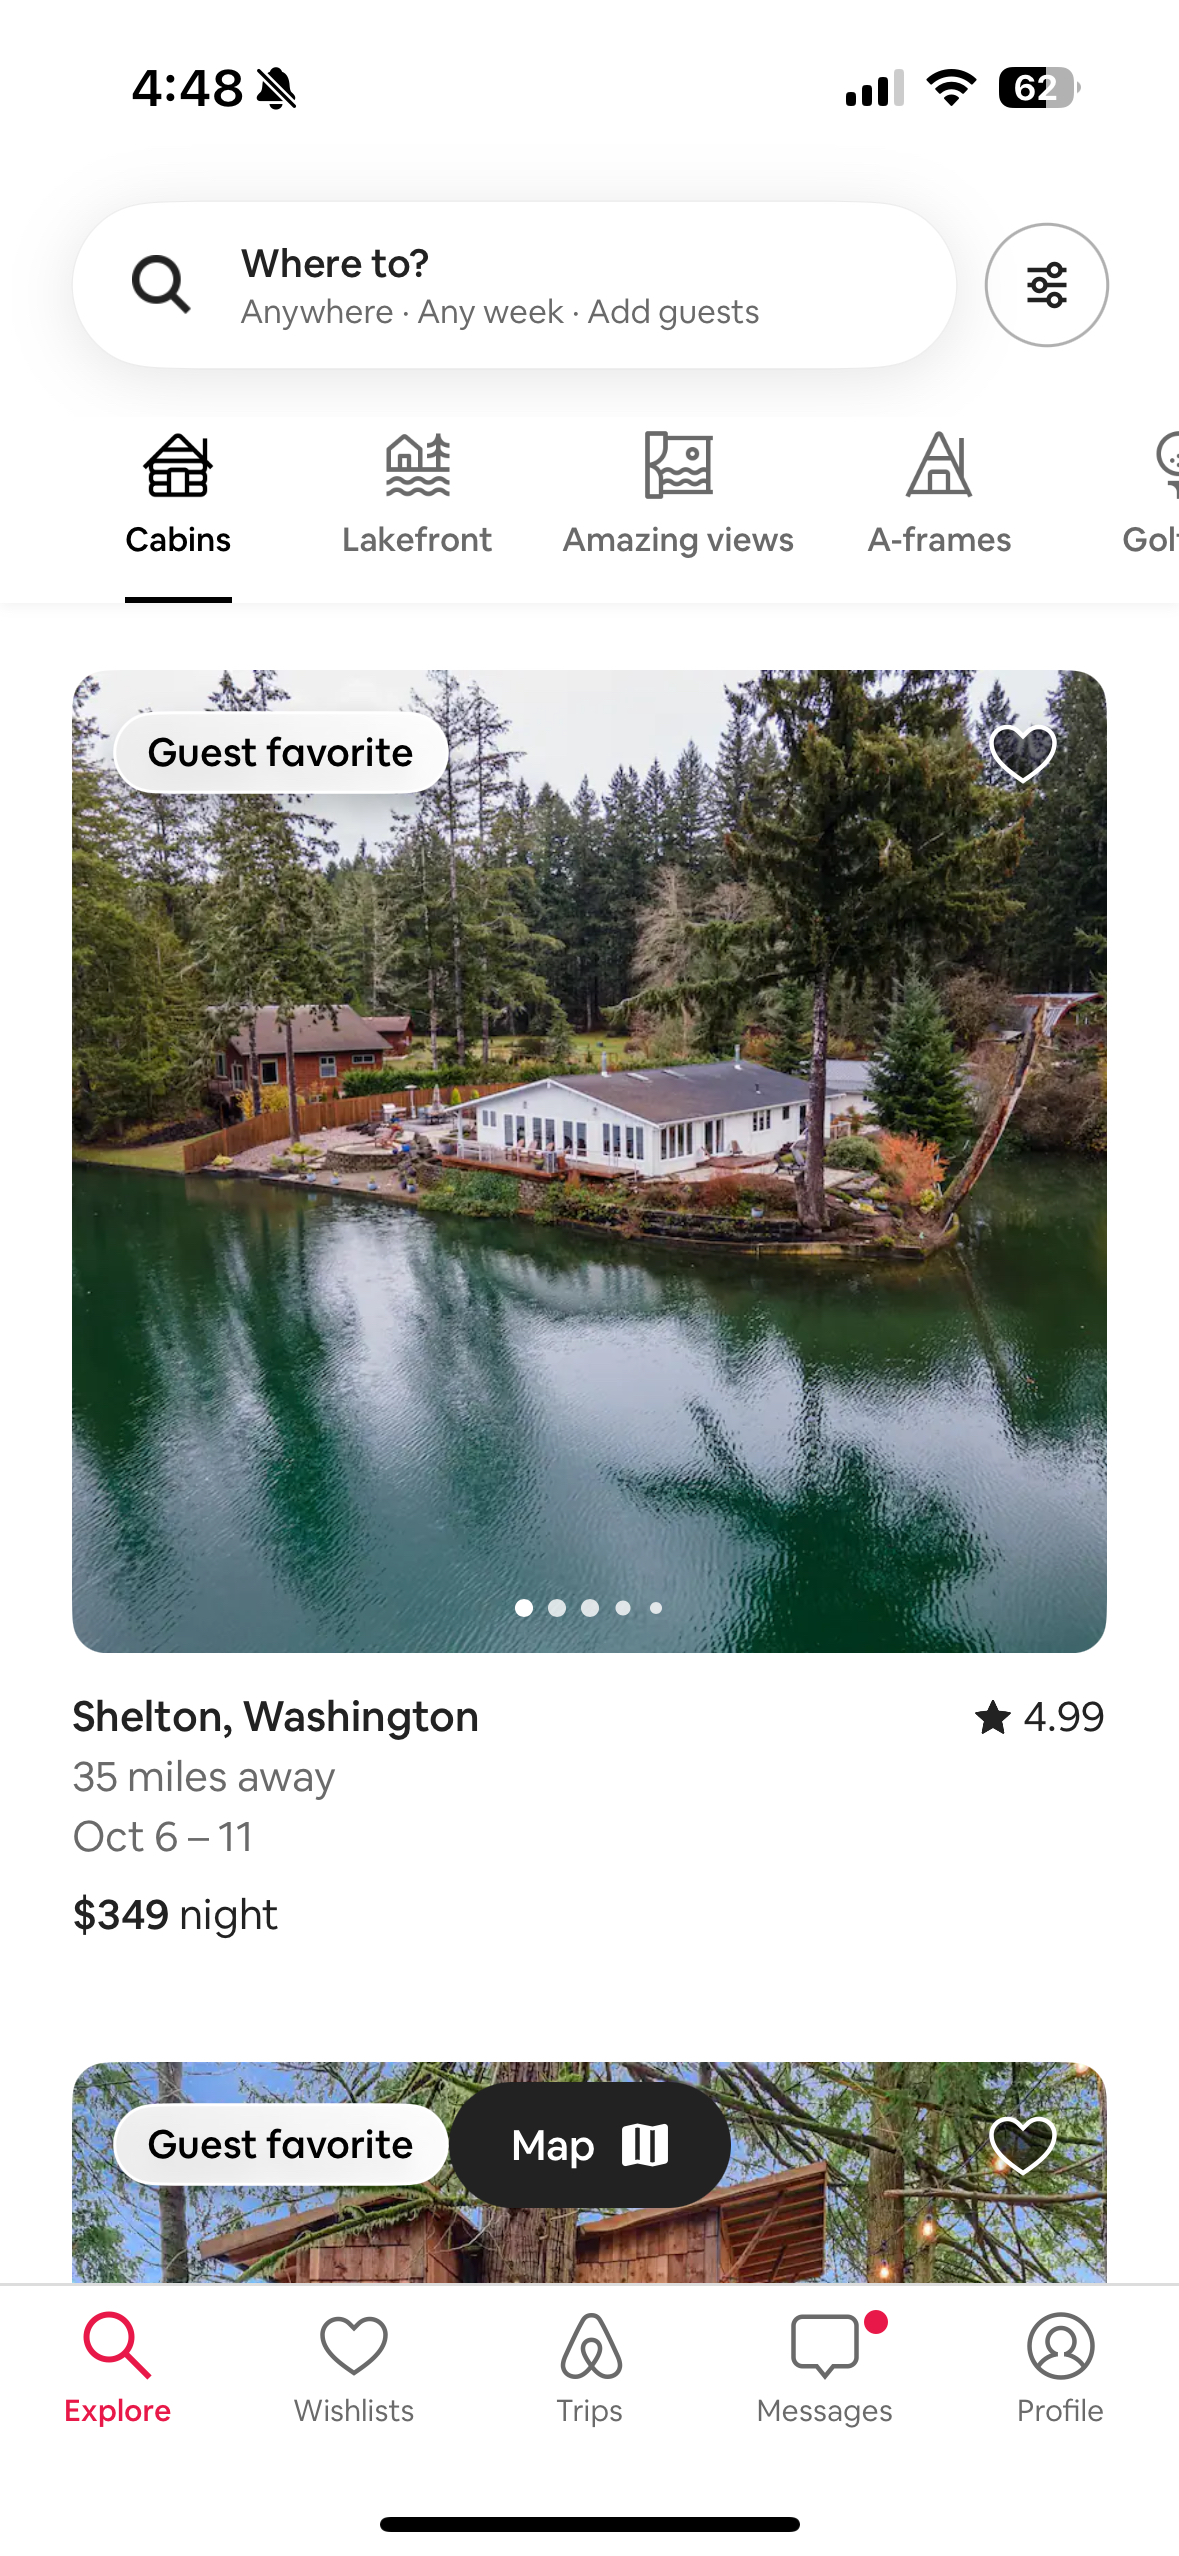 4:48
62
Where to?
Anywhere · Any week · Add guests
Cabins
Lakefront
Amazing views
A-frames
Guest favorite
Shelton, Washington
4.99
35 miles away
Oct 6 – 11
$349 night
Guest favorite
Map
Explore
Wishlists
Trips
Messages
Profile